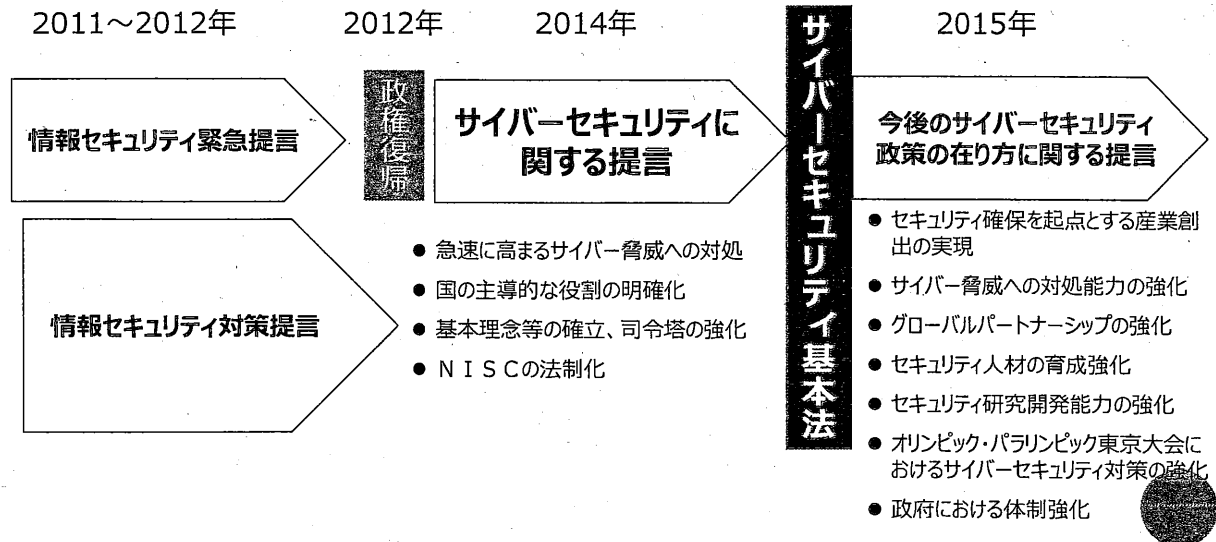 2011～2012年
2012年
2014年
2015年
情報セキュリティ緊急提言
政権復帰
サイバーセキュリティに
関する提言
サイバーセキュリティ基本法
今後のサイバーセキュリティ
政策の在り方に関する提言
情報セキュリティ対策提言
● 急速に高まるサイバー脅威への対処
● 国の主導的な役割の明確化
● 基本理念等の確立、司令塔の強化
● ＮＩＳＣの法制化
● セキュリティ確保を起点とする産業創
出の実現
● サイバー脅威への対処能力の強化
● グローバルパートナーシップの強化
● セキュリティ人材の育成強化
● セキュリティ研究開発能力の強化
● オリンピック・パラリンピック東京大会に
おけるサイバーセキュリティ対策の強化
● 政府における体制強化